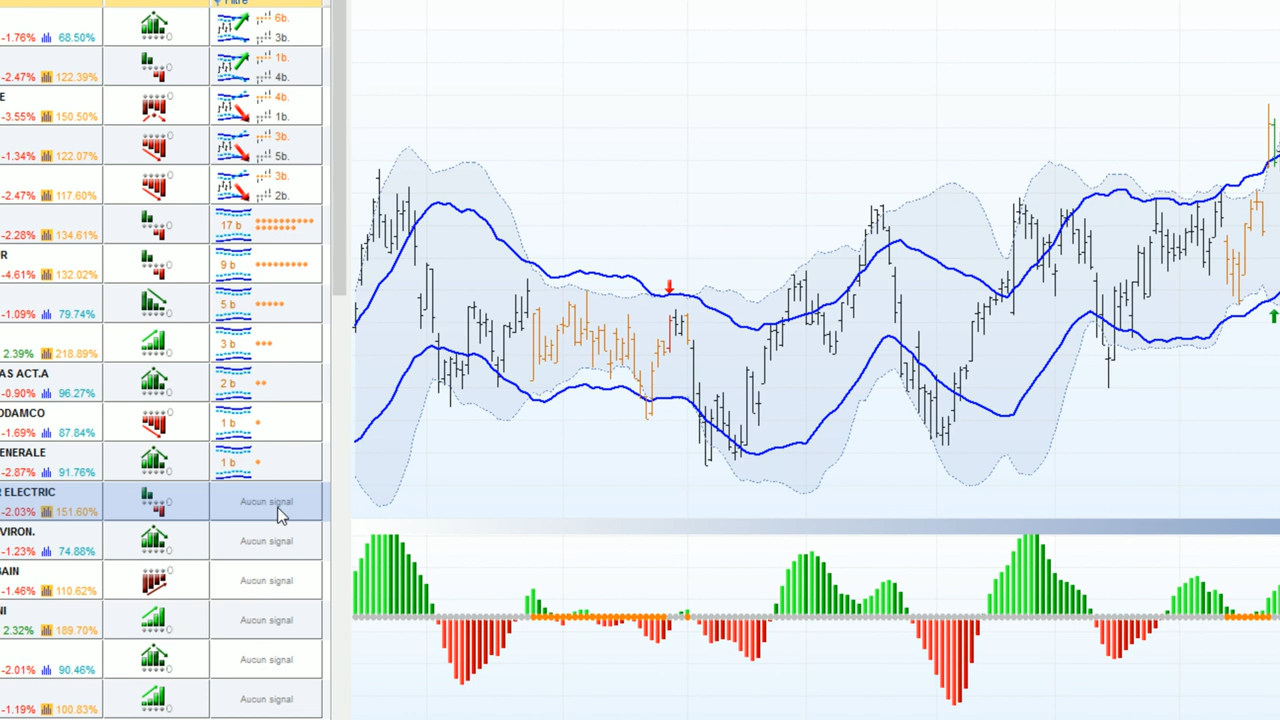 Filtre
6b.
-1.76% 68.50% 3b.
1b.
-2.47% 122.39% 4b.
E 4b.
-3.55% 150.50% 1b.
3b.
-1.34% 122.07% 5b.
3b.
-2.47% 117.60% 2b.
-2.28% 134.61% 17 b
R
-4.61% 132.02% 9 b
-1.09% 79.74% 5 b
2.39% 218.89% 3 b
AS ACT.A
-0.90% 96.27% 2 b
ODAMCO
-1.69% 87.84% 1 b
ENERALE
-2.87% 91.76% 1 b
R ELECTRIC
-2.03% 151.60% Aucun signal
VIRON.
-1.23% 74.88% Aucun signal
BAIN
-1.46% 110.62% Aucun signal
NI
2.32% 189.70% Aucun signal
-2.01% 90.46% Aucun signal
-1.19% 100.83% Aucun signal